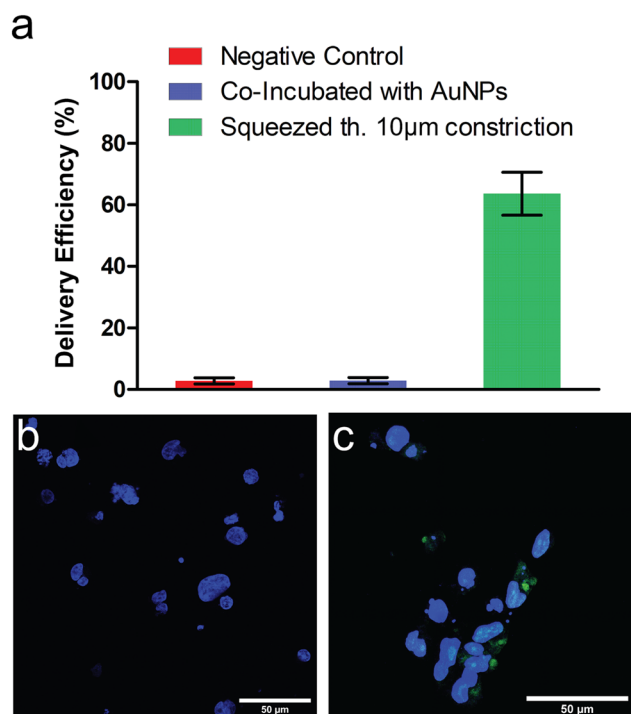 a
Negative Control
Co-Incubated with AuNPs
Squeezed th. 10µm constriction
Delivery Efficiency (%)
100
80
60
40
20
0
b
50 µm
c
50 µm